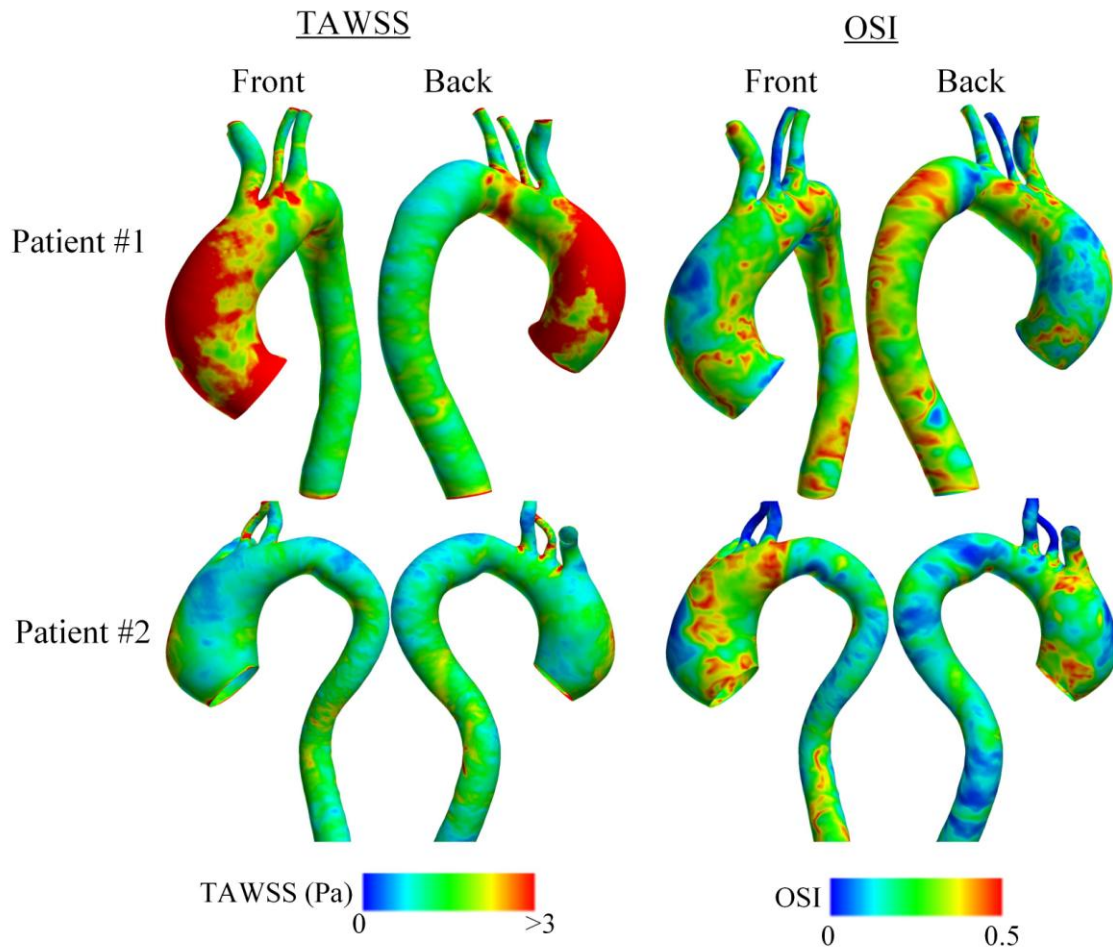 TAWSS OSI
Front Back Front Back
Patient #1
Patient #2
TAWSS (Pa) OSI
0 >3 0 0.5